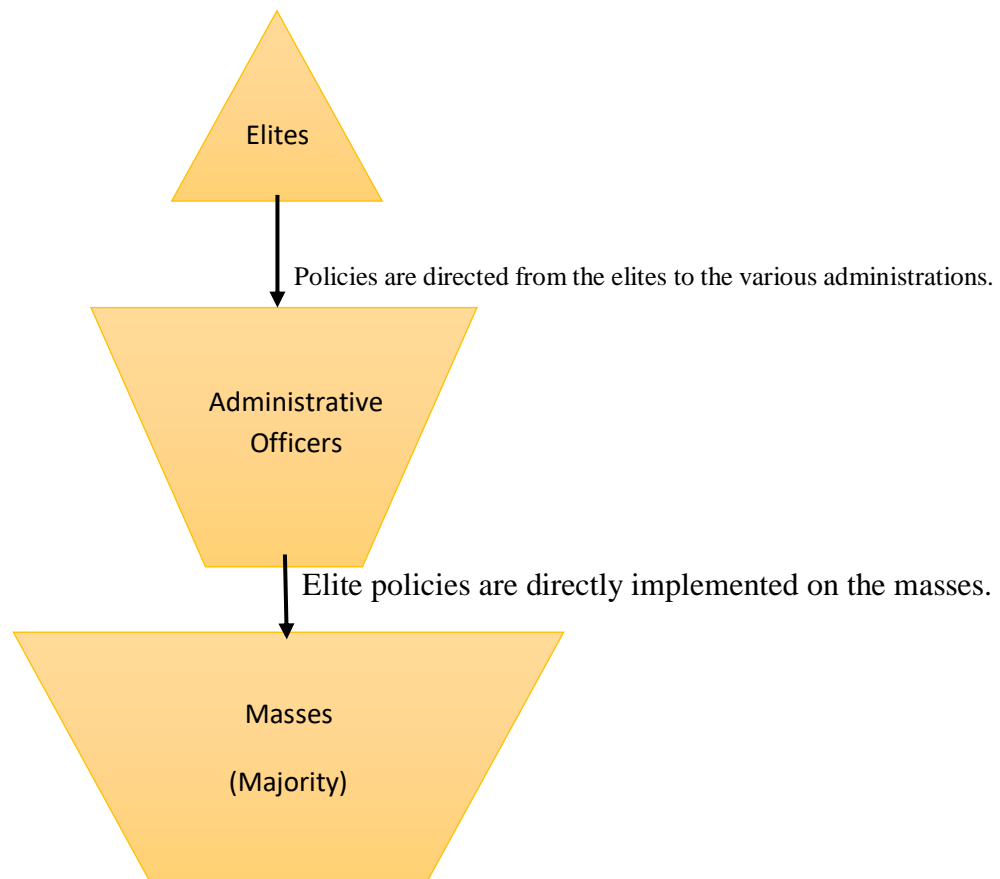 Elites
Policies are directed from the elites to the various administrations.
Administrative
Officers
Elite policies are directly implemented on the masses.
Masses
(Majority)